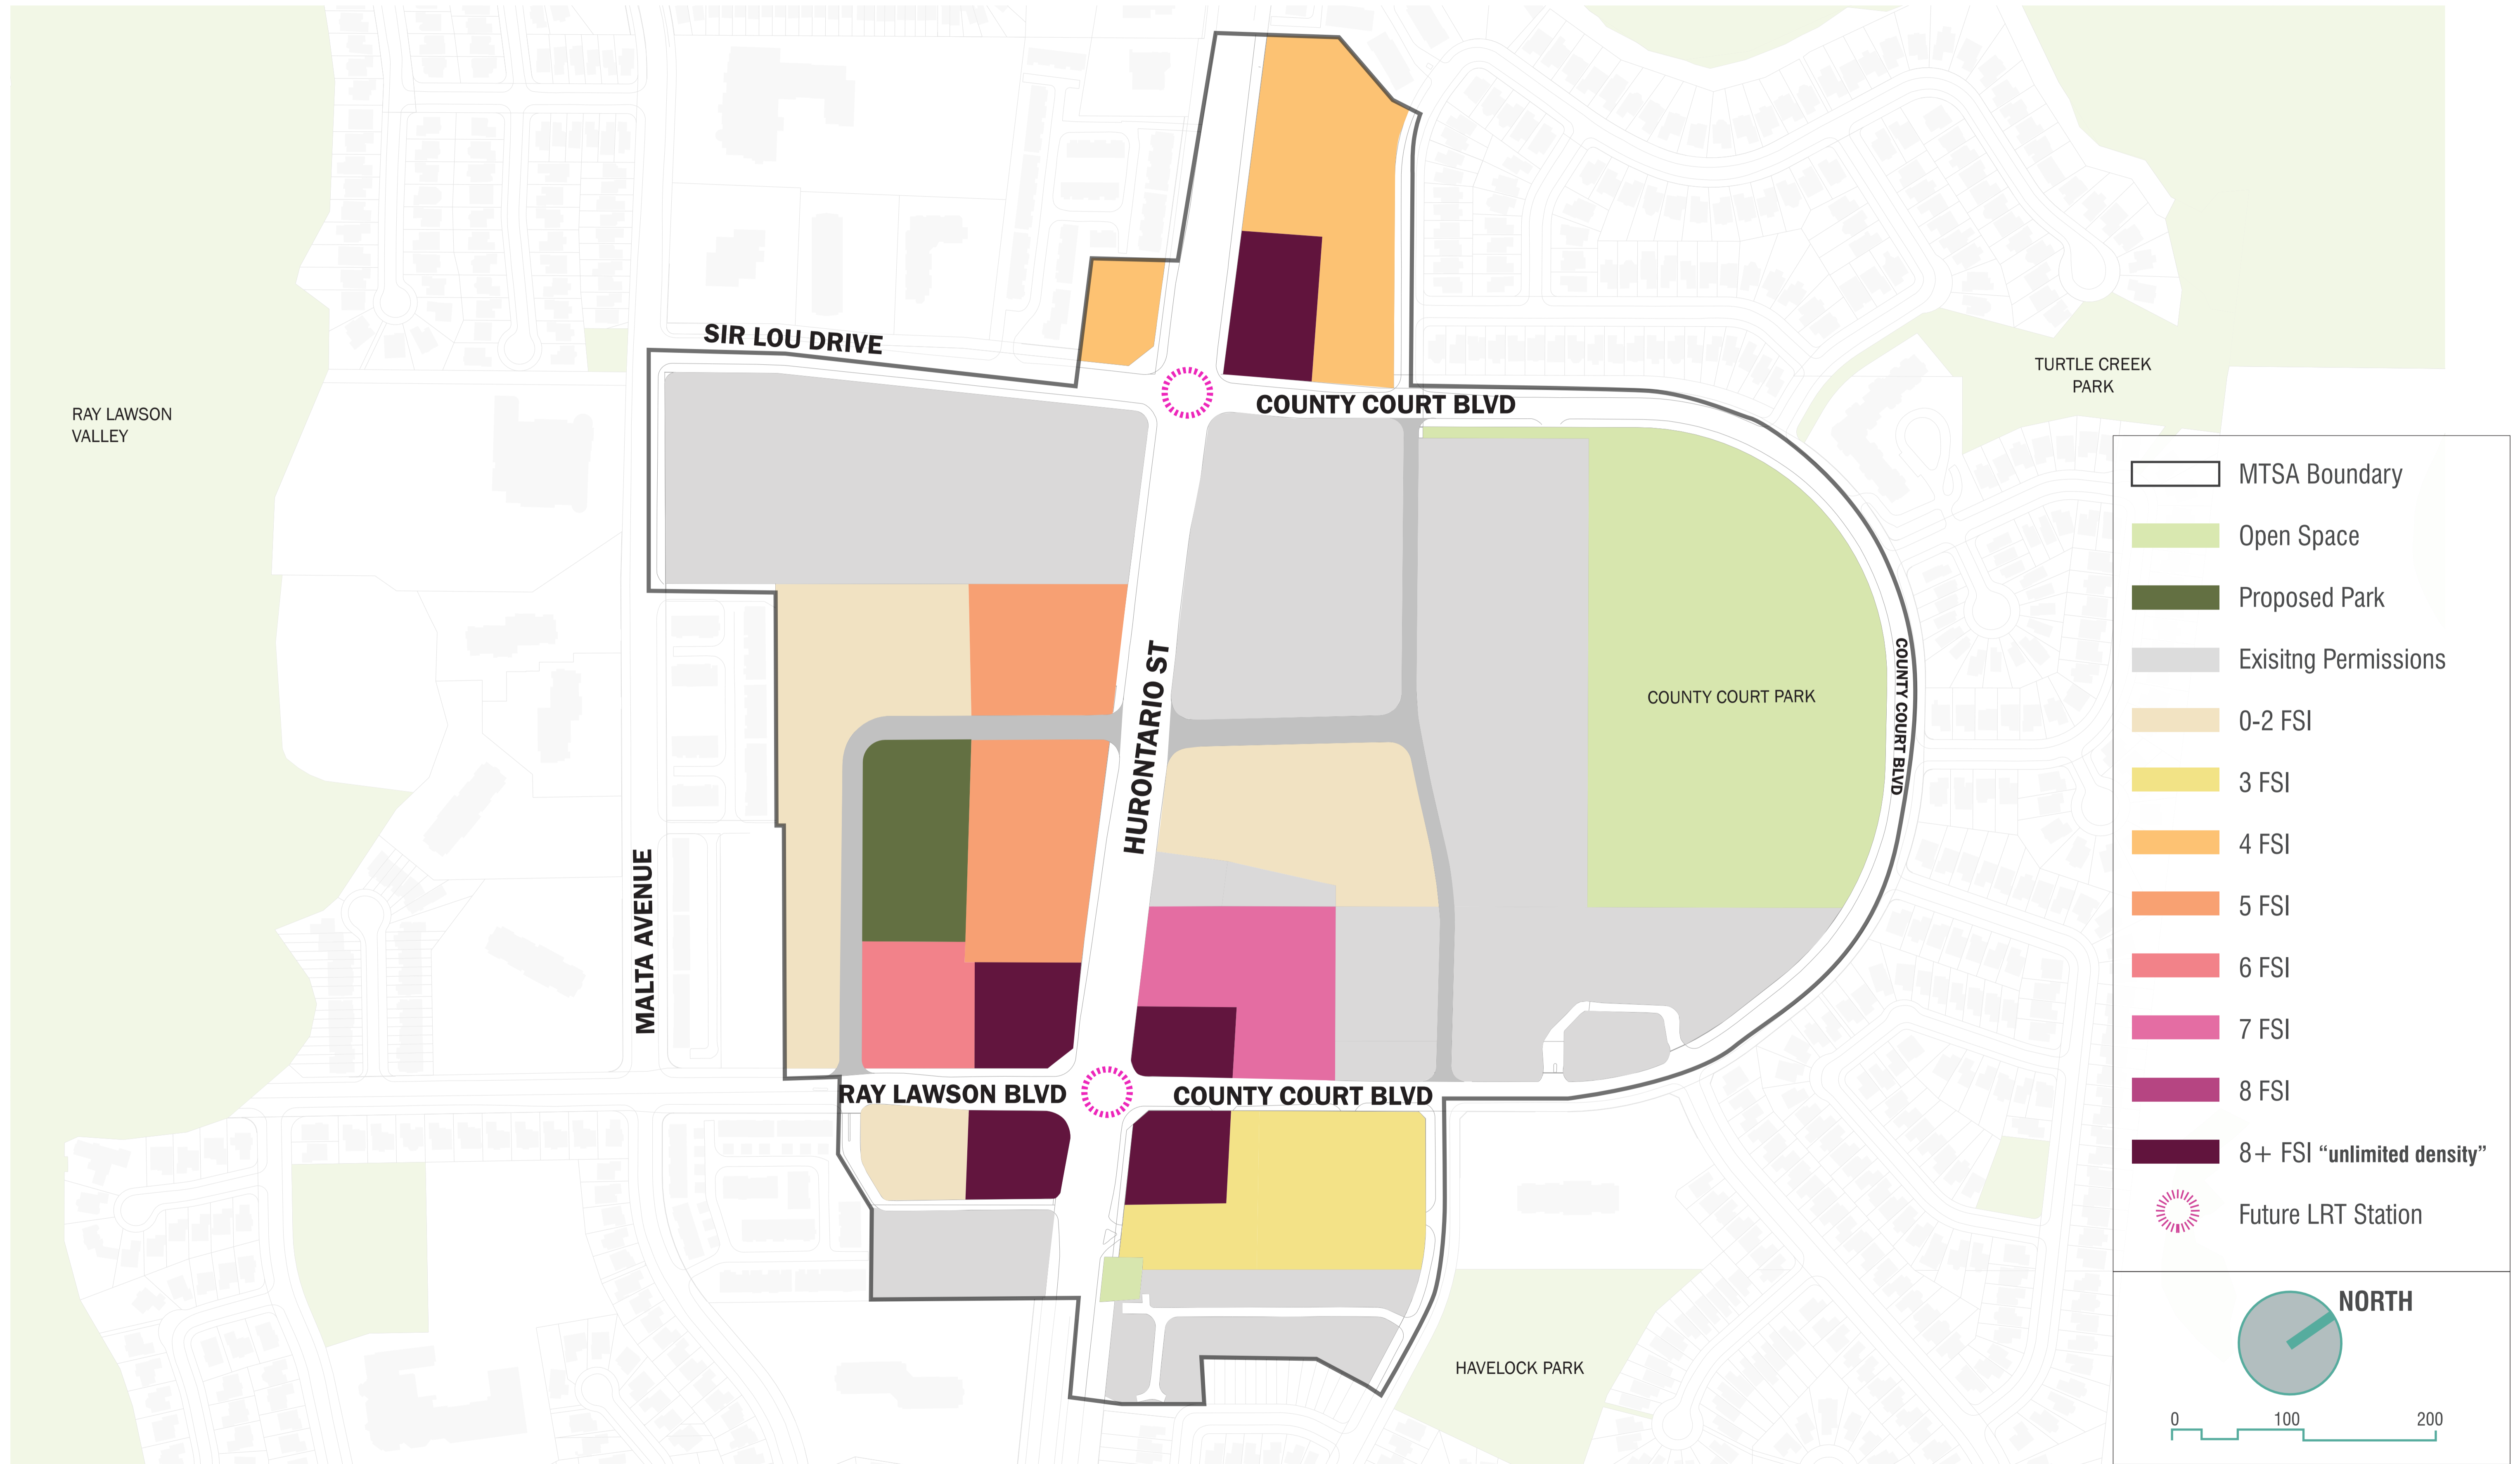 SIR LOU DRIVE
COUNTY COURT BLVD
RAY LAWSON
VALLEY
TURTLE CREEK
PARK
COUNTY COURT PARK
COUNTY COURT BLVD
HURONTARIO ST
MALTA AVENUE
RAY LAWSON BLVD
COUNTY COURT BLVD
HAVELOCK PARK
MTSA Boundary
Open Space
Proposed Park
Exisitng Permissions
0-2 FSI
3 FSI
4 FSI
5 FSI
6 FSI
7 FSI
8 FSI
8+ FSI “unlimited density”
Future LRT Station
NORTH
0 100 200